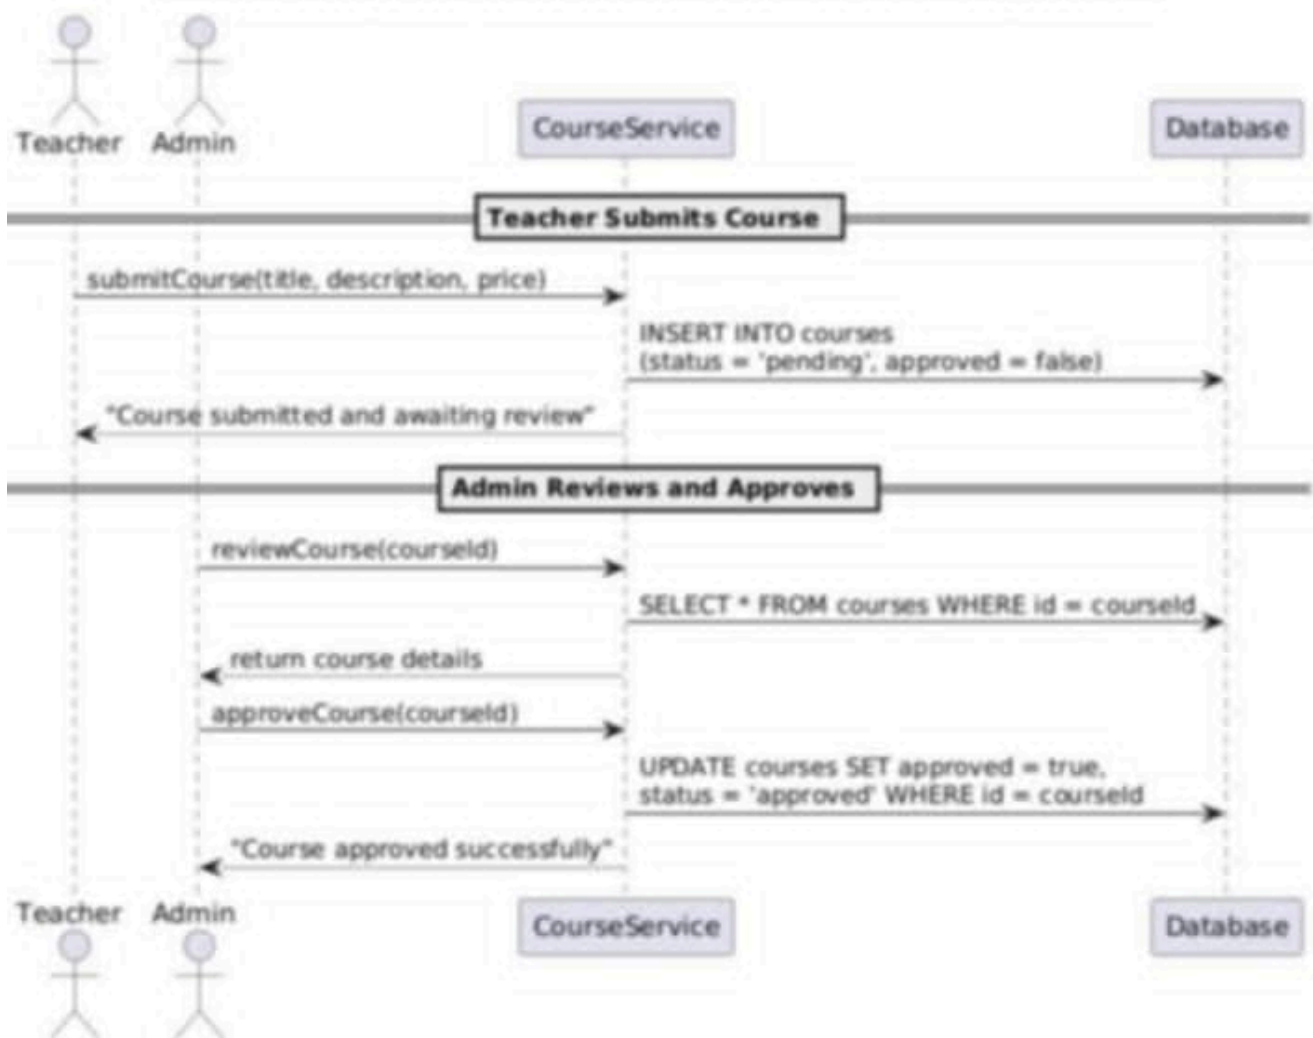 Teacher
Admin
CourseService
Database
Teacher Submits Course
submitCourse(title, description, price)
INSERT INTO courses
(status = 'pending', approved = false)
"Course submitted and awaiting review"
Admin Reviews and Approves
reviewCourse(courseId)
SELECT * FROM courses WHERE id = courseId
return course details
approveCourse(courseId)
UPDATE courses SET approved = true,
status = 'approved' WHERE id = courseId
"Course approved successfully"
Teacher
Admin
CourseService
Database